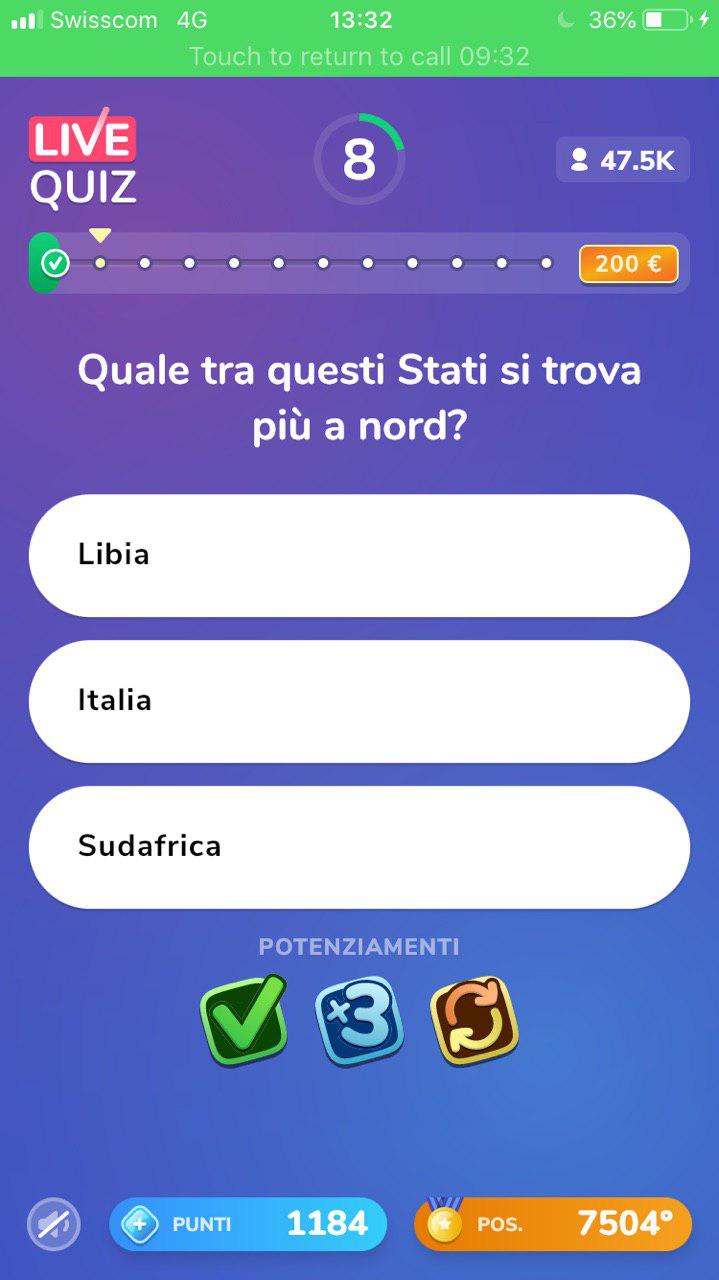 Swisscom 4G 13:32 36%
Touch to return to call 09:32
LIVE
QUIZ
8
47.5K
200 €
Quale tra questi Stati si trova
più a nord?
Libia
Italia
Sudafrica
POTENZIAMENTI
×3
PUNTI 1184
POS. 7504°